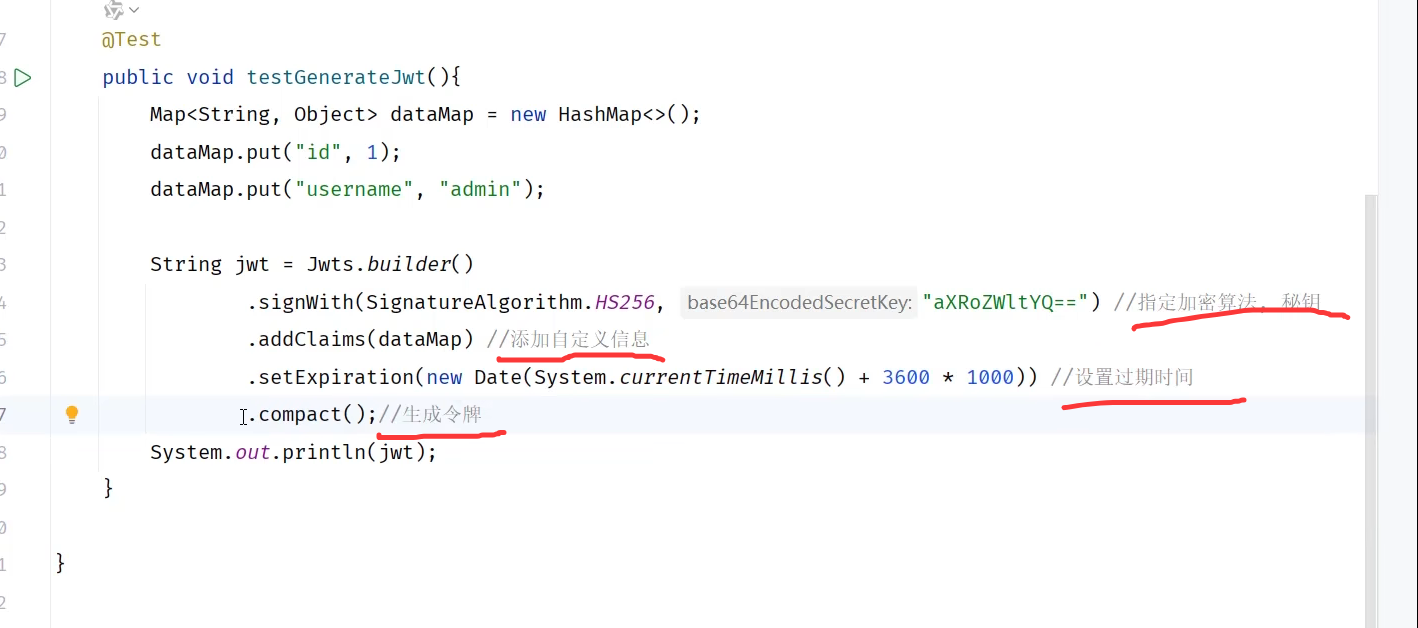 7 @Test
8 public void testGenerateJwt(){
9 Map<String, Object> dataMap = new HashMap<>();
0 dataMap.put("id", 1);
1 dataMap.put("username", "admin");
2
3 String jwt = Jwts.builder()
4 .signWith(SignatureAlgorithm.HS256, base64EncodedSecretKey: "aXRoZWltYQ==") //指定加密算法, 秘钥
5 .addClaims(dataMap) //添加自定义信息
6 .setExpiration(new Date(System.currentTimeMillis() + 3600 * 1000)) //设置过期时间
7 .compact();//生成令牌
8 System.out.println(jwt);
9 }
0
1 }
2